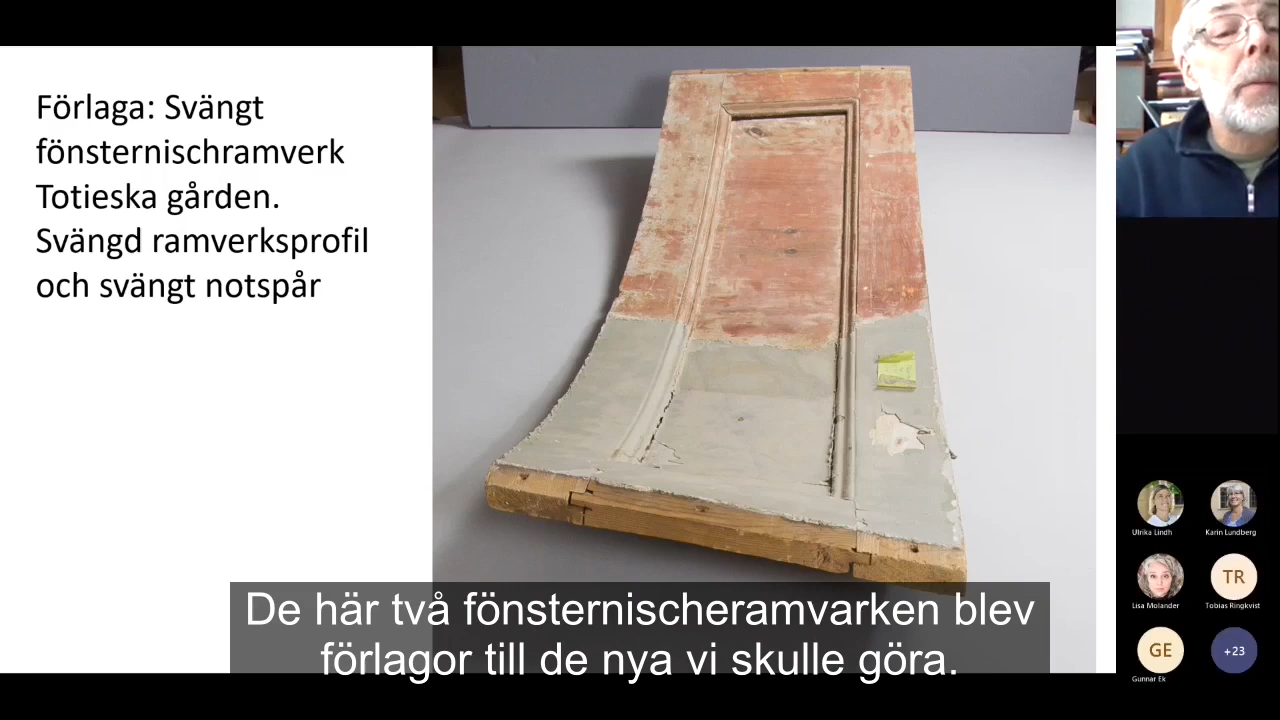 Förlaga: Svängt
fönsternischramverk
Totieska gården.
Svängd ramverksprofil
och svängt notspår
De här två fönsternischeramvarken blev
förlagor till de nya vi skulle göra.
Ulrika Lindh
Karin Lundberg
TR
Lisa Molander
Tobias Ringkvist
GE
+23
Gunnar Ek